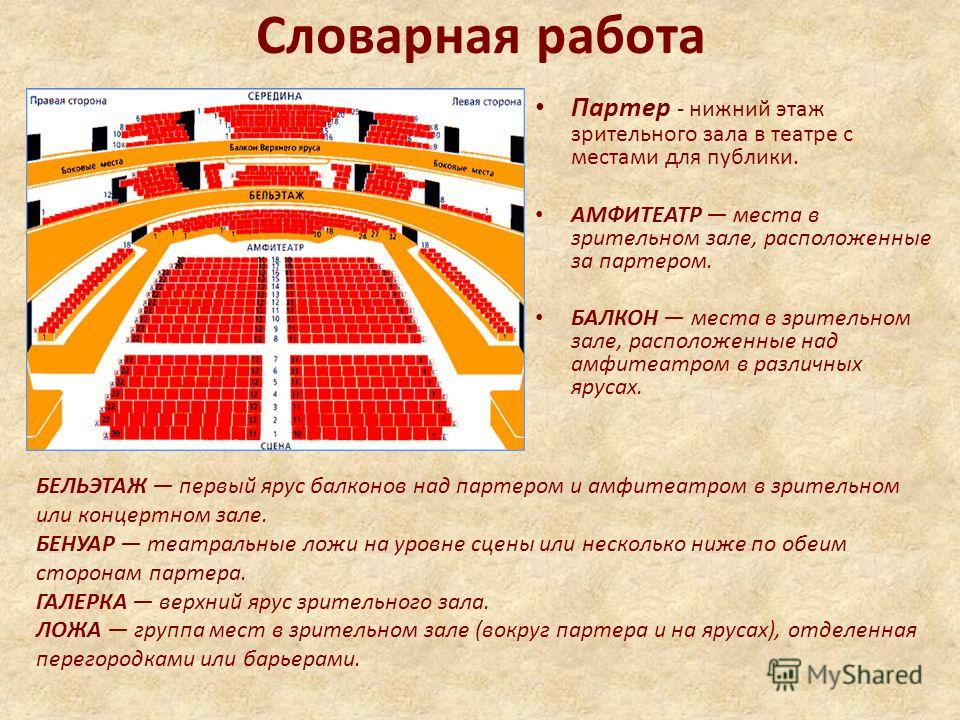 Словарная работа
Правая сторона
СЕРЕДИНА
Левая сторона
Балкон Верхнего яруса
Боковые места
Боковые места
БЕЛЬЭТАЖ
АМФИТЕАТР
СЦЕНА
• Партер - нижний этаж
зрительного зала в театре с
местами для публики.
• АМФИТЕАТР — места в
зрительном зале, расположенные
за партером.
• БАЛКОН — места в зрительном
зале, расположенные над
амфитеатром в различных
ярусах.
БЕЛЬЭТАЖ — первый ярус балконов над партером и амфитеатром в зрительном
или концертном зале.
БЕНУАР — театральные ложи на уровне сцены или несколько ниже по обеим
сторонам партера.
ГАЛЕРКА — верхний ярус зрительного зала.
ЛОЖА — группа мест в зрительном зале (вокруг партера и на ярусах), отделенная
перегородками или барьерами.
MyShared